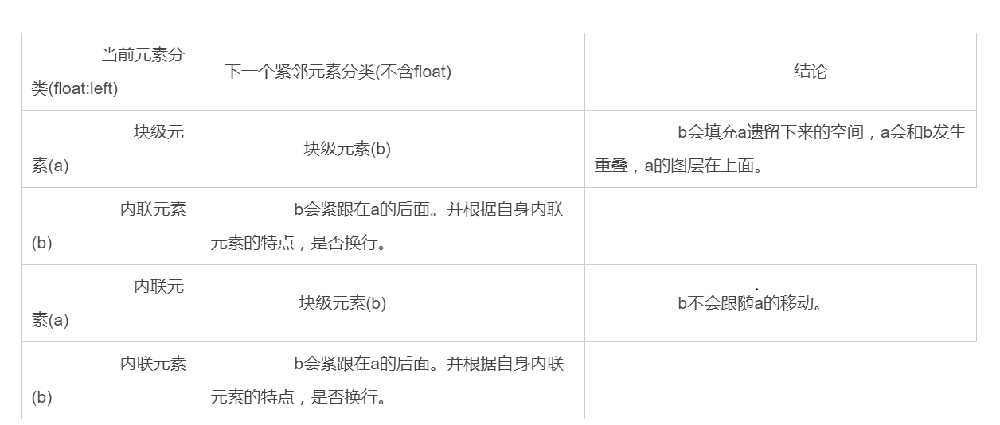 当前元素分
类(float:left)
下一个紧邻元素分类(不含float)
结论
块级元
素(a)
块级元素(b)
b会填充a遗留下来的空间，a会和b发生
重叠，a的图层在上面。
内联元素
(b)
b会紧跟在a的后面。并根据自身内联
元素的特点，是否换行。
内联元
素(a)
块级元素(b)
b不会跟随a的移动。
内联元素
(b)
b会紧跟在a的后面。并根据自身内联
元素的特点，是否换行。